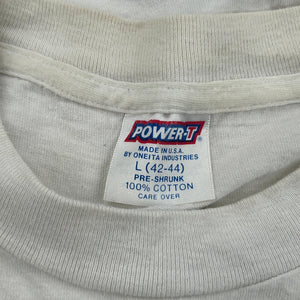 POWER-T
MADE IN U.S.A.
BY ONEITA INDUSTRIES
L (42-44)
PRE-SHRUNK
100% COTTON
CARE OVER